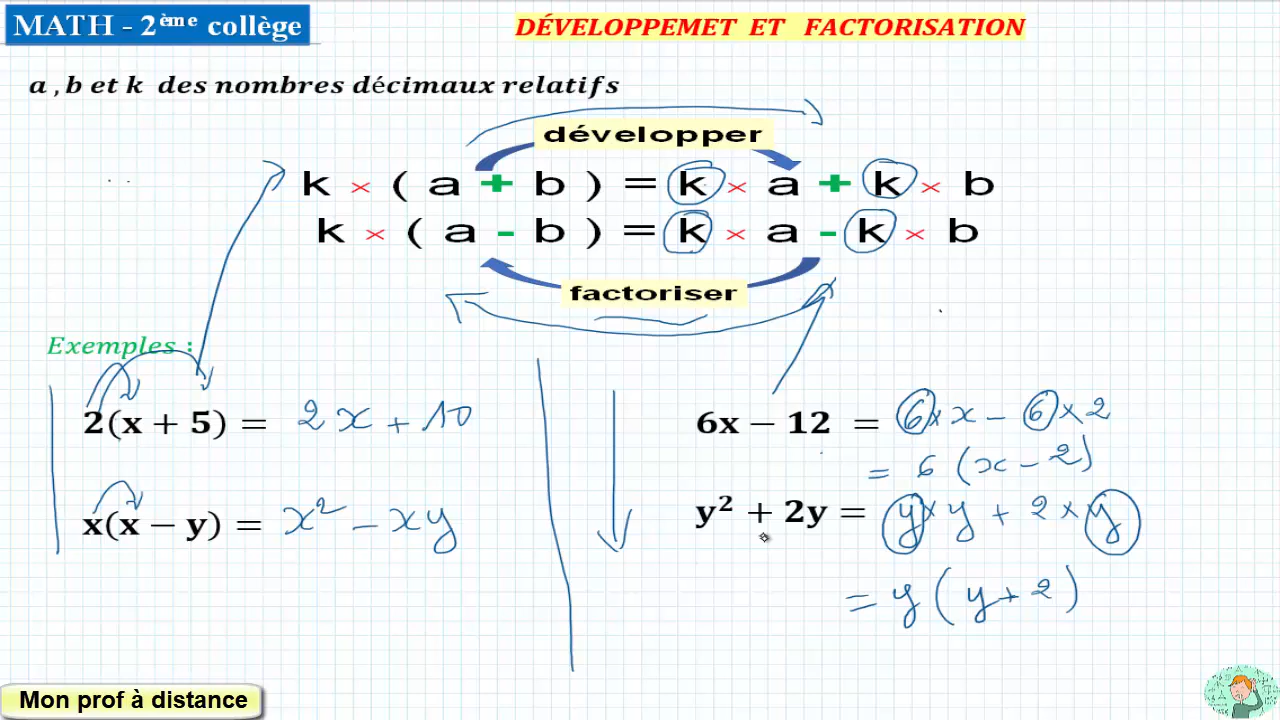 MATH - 2ème collège
DÉVELOPPEMET ET FACTORISATION
a , b et k des nombres décimaux relatifs
développer
k × ( a + b ) = k × a + k × b
k × ( a - b ) = k × a - k × b
factoriser
Exemples :
2(x + 5) = 2x + 10
x(x − y) = x² − xy
6x − 12 = 6 × x − 6 × 2
= 6 (x − 2)
y² + 2y = y × y + 2 × y
= y (y + 2)
Mon prof à distance